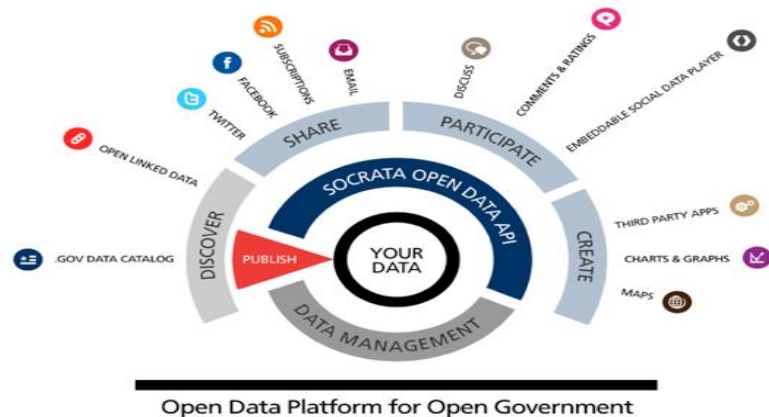 .GOV DATA CATALOG
OPEN LINKED DATA
TWITTER
FACEBOOK
SUBSCRIPTIONS
EMAIL
DISCUSS
COMMENTS & RATINGS
EMBEDDABLE SOCIAL DATA PLAYER
THIRD PARTY APPS
CHARTS & GRAPHS
MAPS
DISCOVER
SHARE
PARTICIPATE
CREATE
SOCRATA OPEN DATA API
PUBLISH
YOUR
DATA
DATA MANAGEMENT
Open Data Platform for Open Government